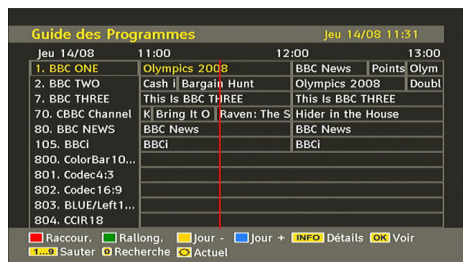 Guide des Programmes Jeu 14/08 11:31
Jeu 14/08 11:00 12:00 13:00
1. BBC ONE Olympics 2008 BBC News Points Olym
2. BBC TWO Cash i Bargain Hunt Olympics 2008 Doubl
7. BBC THREE This Is BBC THREE This Is BBC THREE
70. CBBC Channel K Bring It O Raven: The S Hider in the House
80. BBC NEWS BBC News BBC News
105. BBCi BBCi BBCi
800. ColorBar10...
801. Codec4:3
802. Codec16:9
803. BLUE/Left1...
804. CCIR18
Raccour. Rallong. Jour - Jour + INFO Détails OK Voir
1...9 Sauter 0 Recherche Actuel